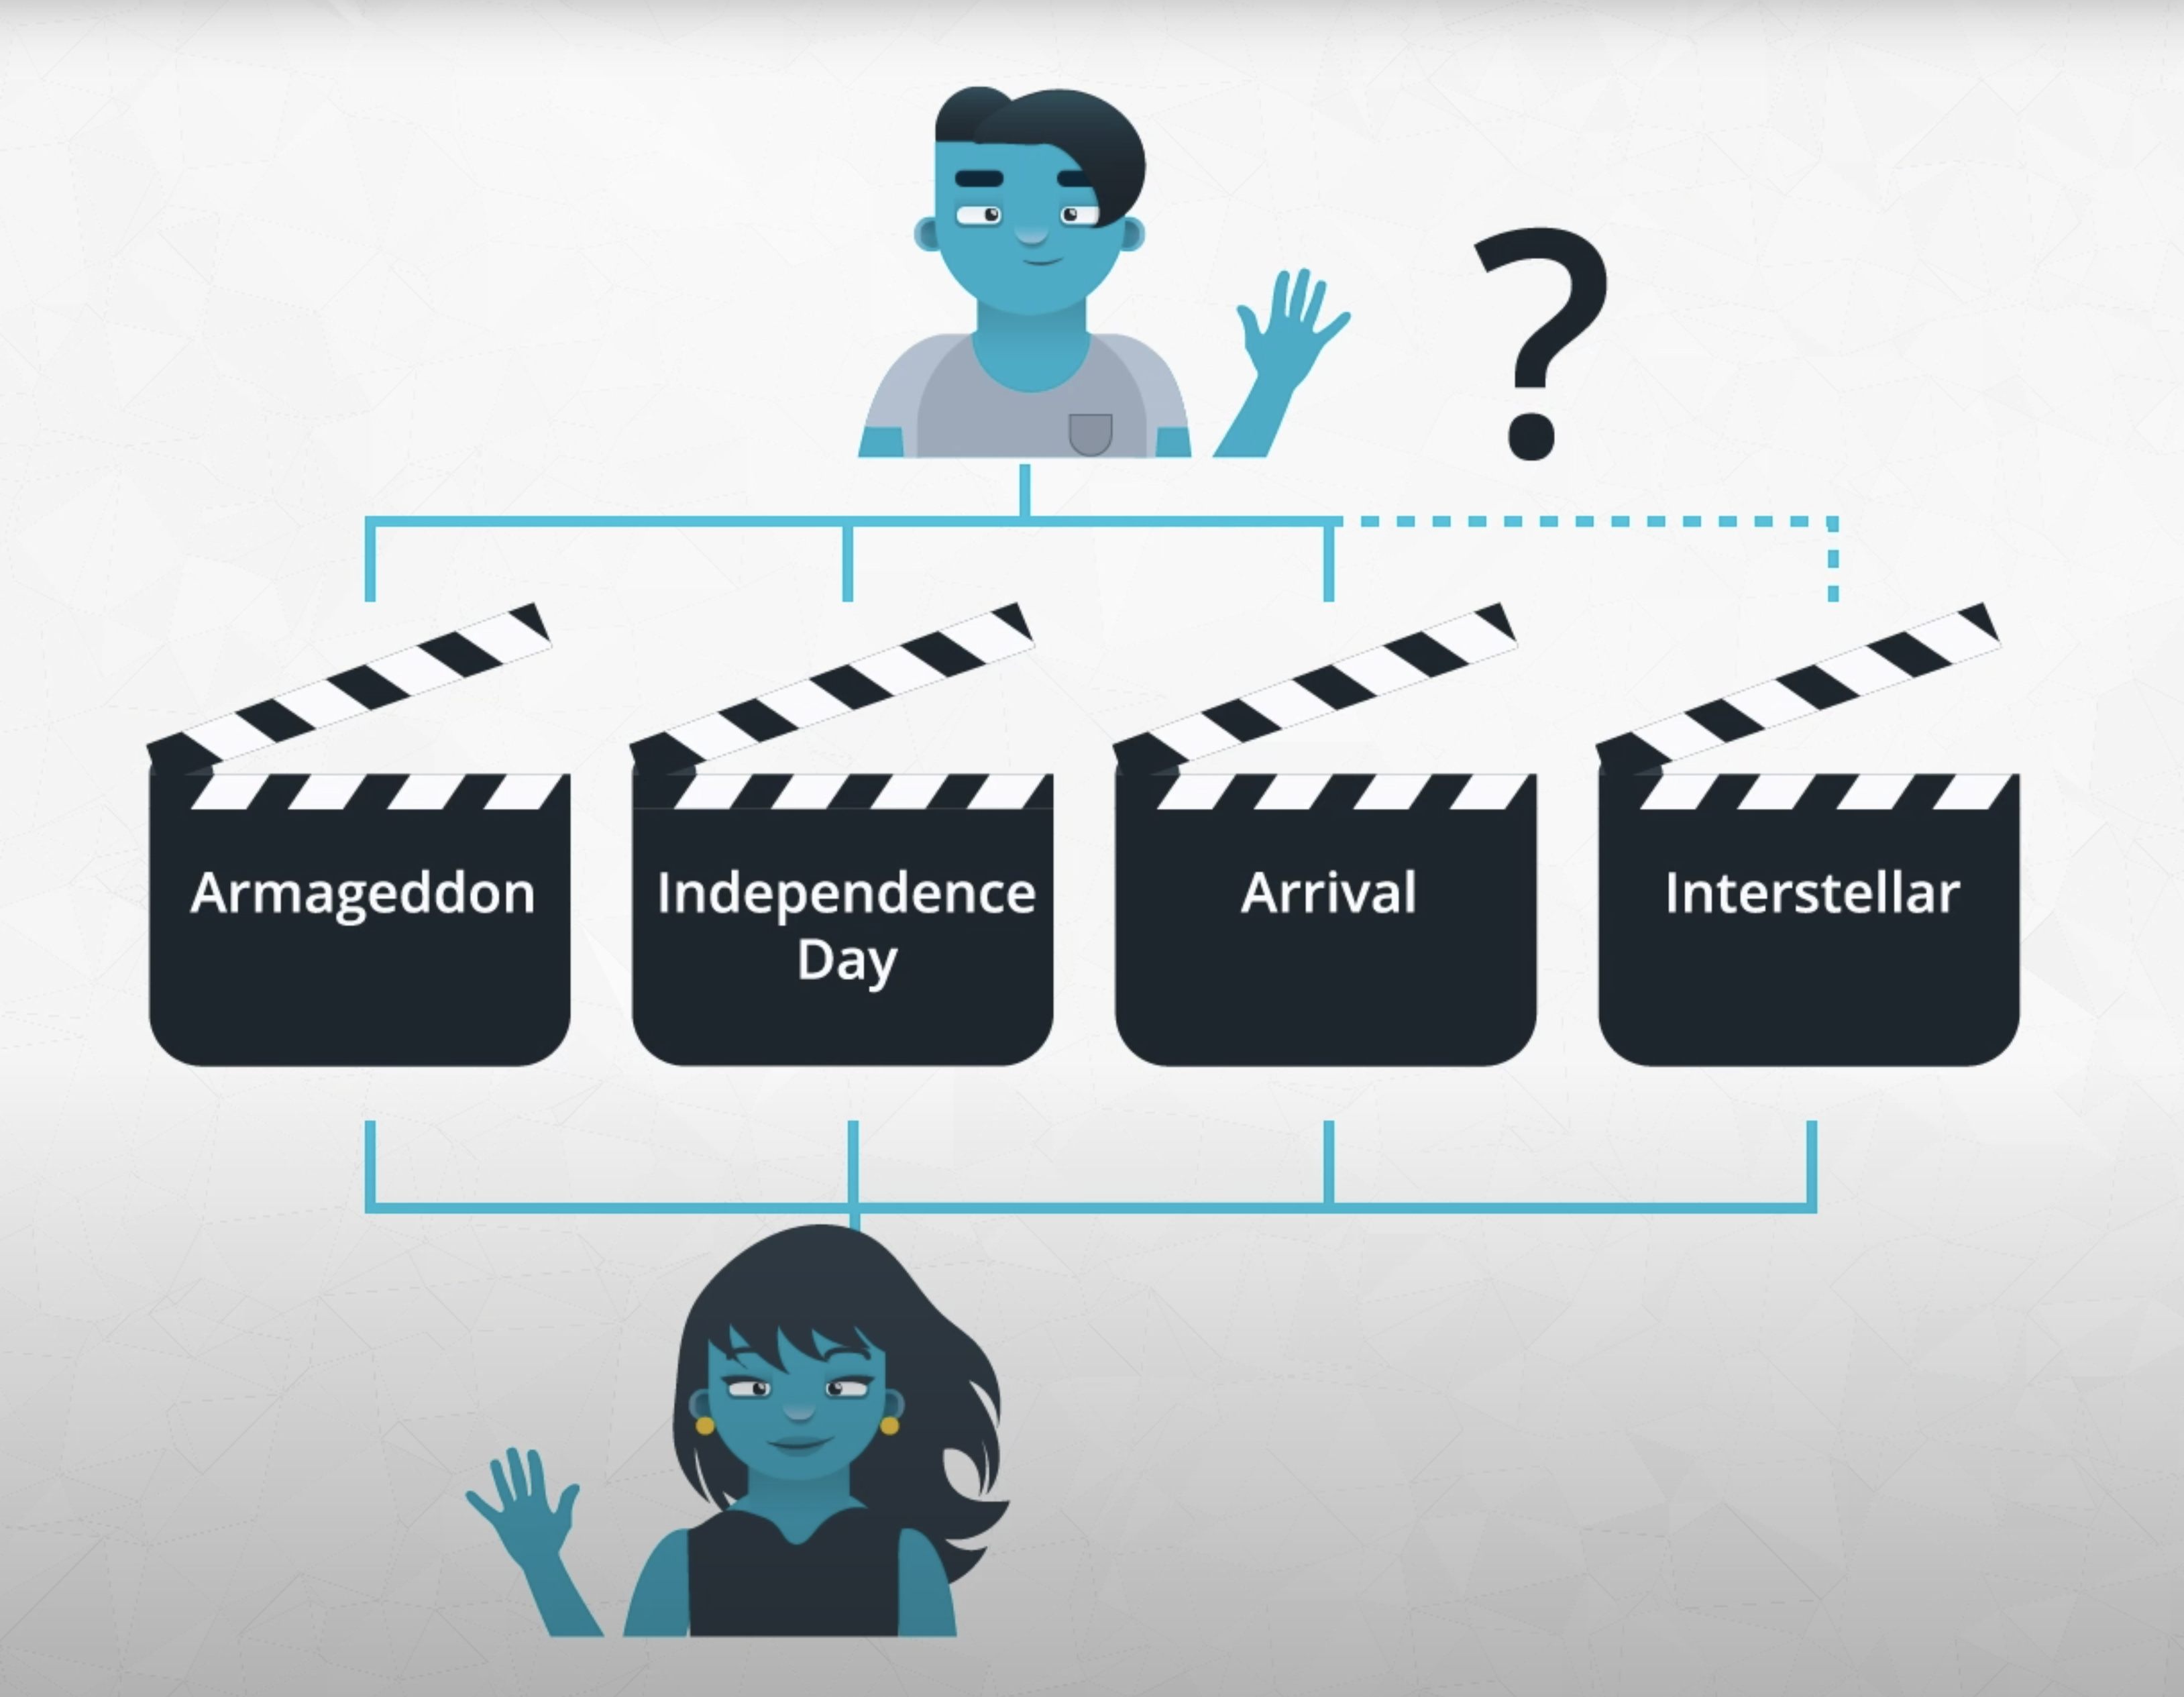 ?
Armageddon
Independence
Day
Arrival
Interstellar